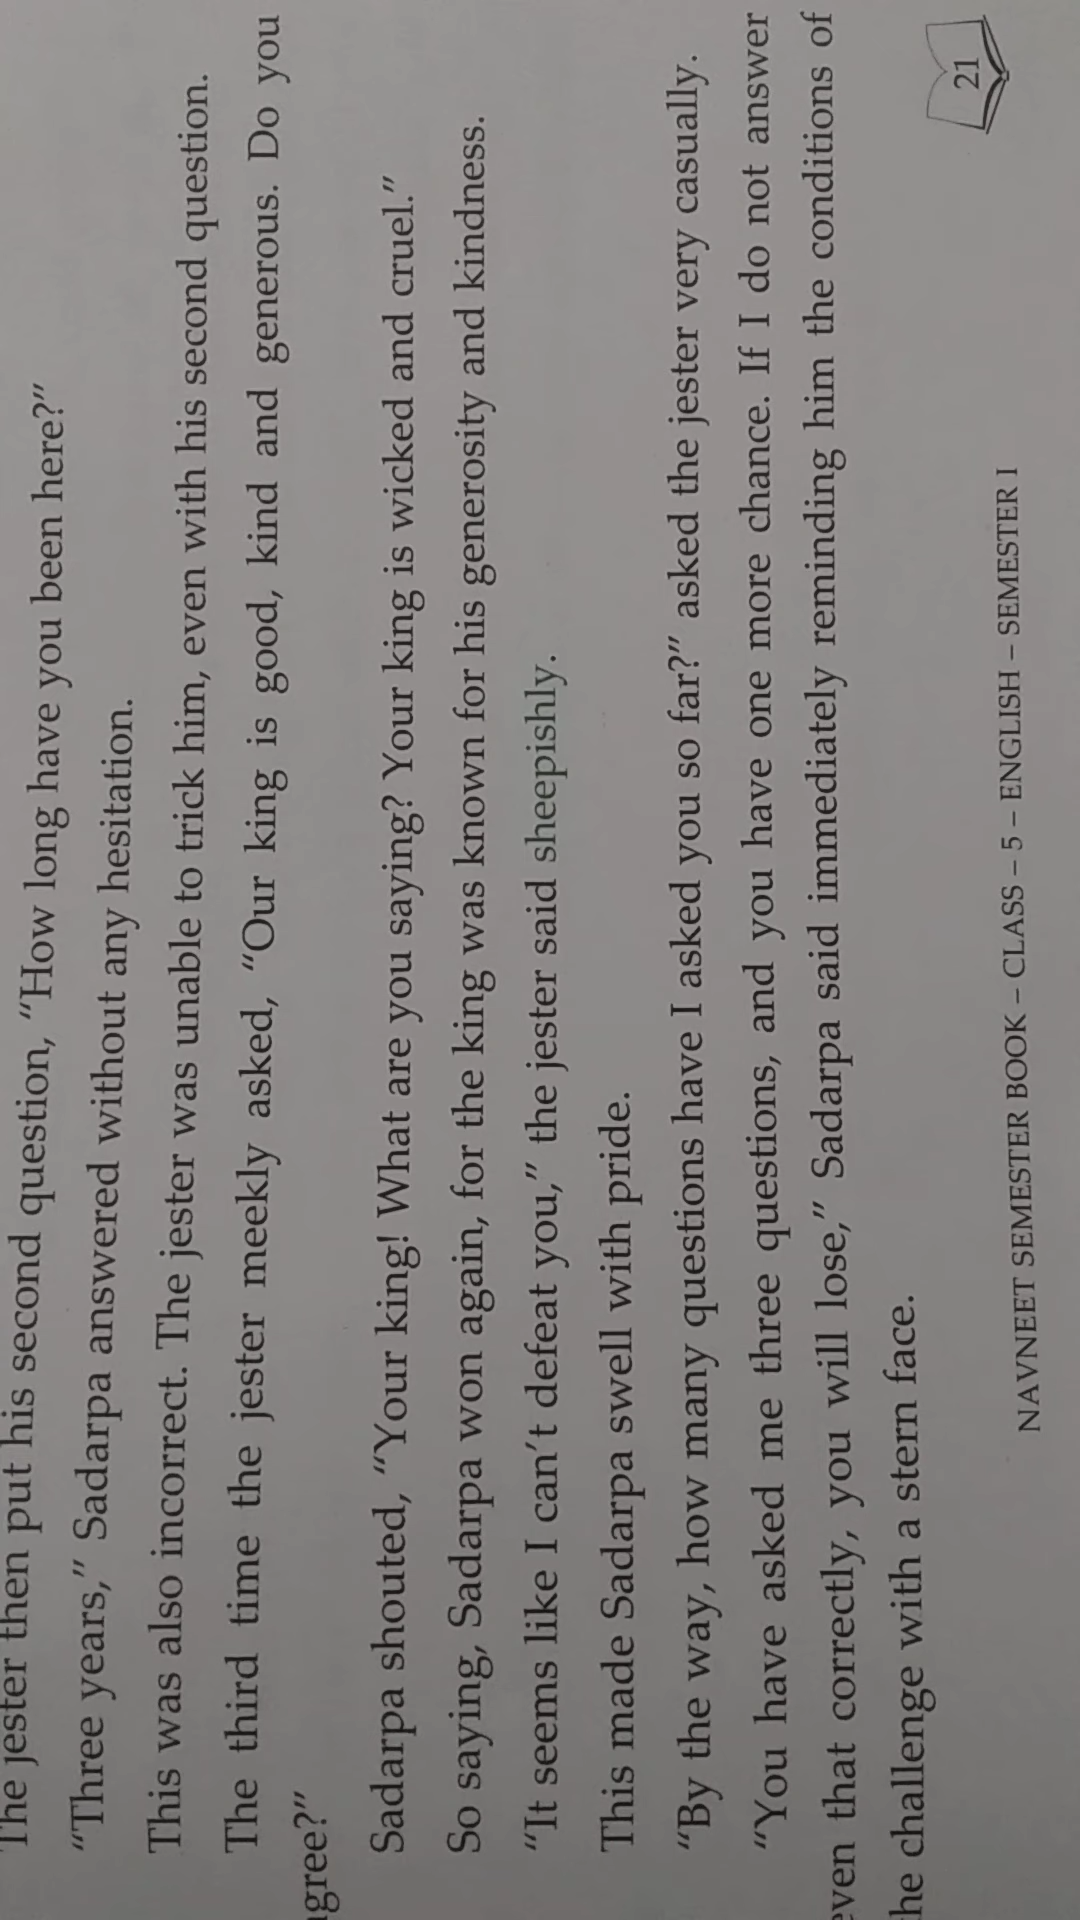 The jester then put his second question, “How long have you been here?”
“Three years,” Sadarpa answered without any hesitation.
This was also incorrect. The jester was unable to trick him, even with his second question.
The third time the jester meekly asked, “Our king is good, kind and generous. Do you
agree?”
Sadarpa shouted, “Your king! What are you saying? Your king is wicked and cruel.”
So saying, Sadarpa won again, for the king was known for his generosity and kindness.
“It seems like I can’t defeat you,” the jester said sheepishly.
This made Sadarpa swell with pride.
“By the way, how many questions have I asked you so far?” asked the jester very casually.
“You have asked me three questions, and you have one more chance. If I do not answer
even that correctly, you will lose,” Sadarpa said immediately reminding him the conditions of
the challenge with a stern face.
NAVNEET SEMESTER BOOK – CLASS – 5 – ENGLISH – SEMESTER I
21